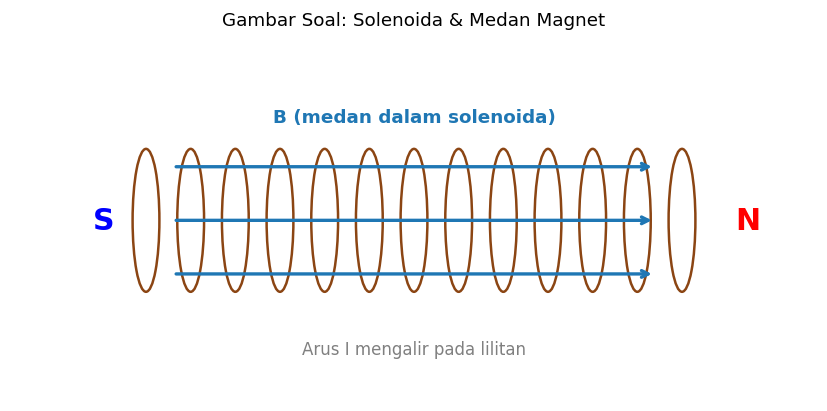 Gambar Soal: Solenoida & Medan Magnet
B (medan dalam solenoida)
S
N
Arus I mengalir pada lilitan